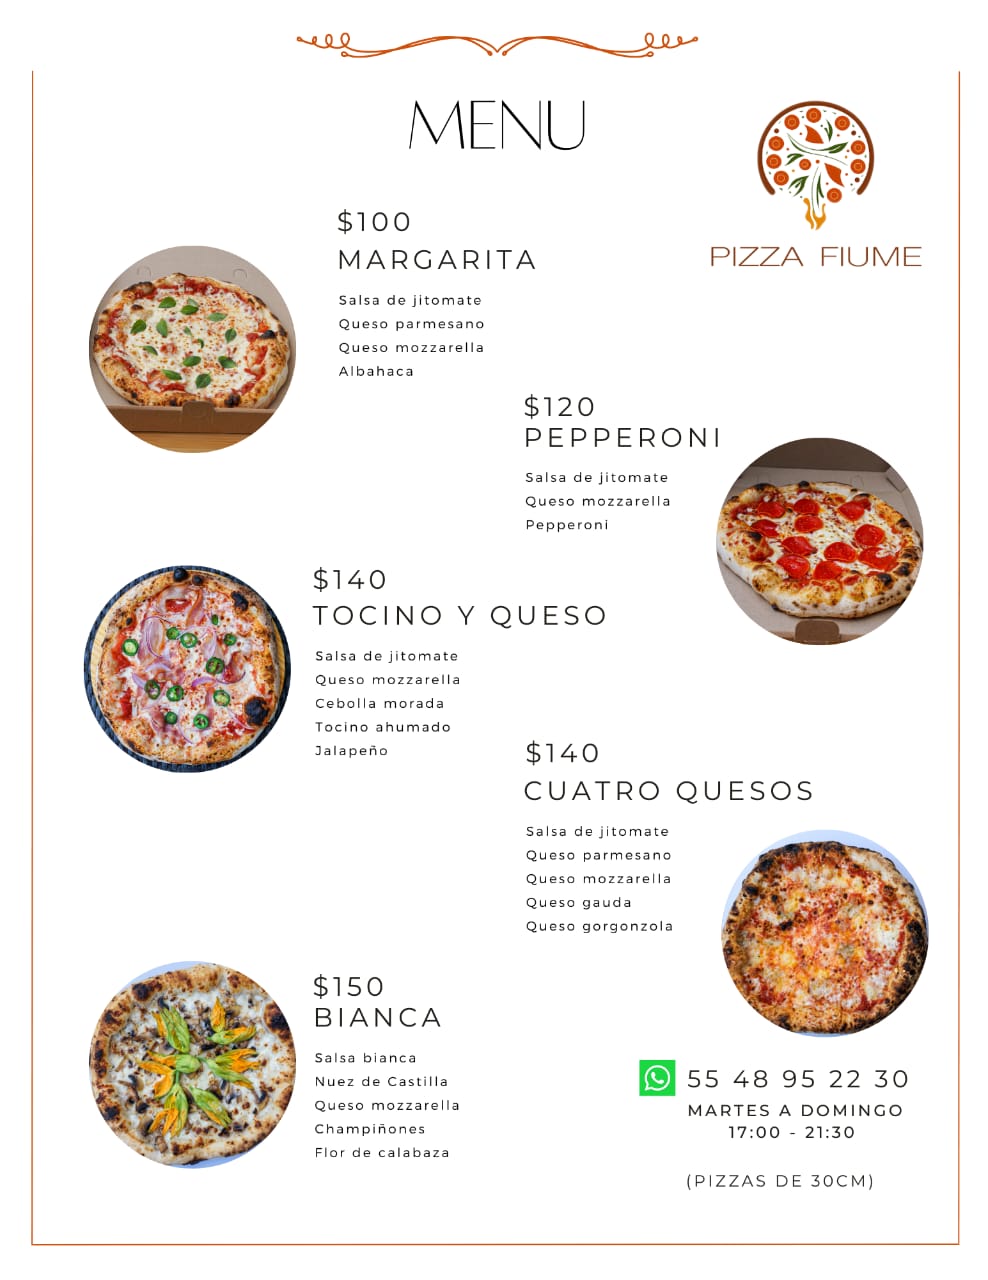 MENU
PIZZA FIUME
$100
MARGARITA
Salsa de jitomate
Queso parmesano
Queso mozzarella
Albahaca
$120
PEPPERONI
Salsa de jitomate
Queso mozzarella
Pepperoni
$140
TOCINO Y QUESO
Salsa de jitomate
Queso mozzarella
Cebolla morada
Tocino ahumado
Jalapeño
$140
CUATRO QUESOS
Salsa de jitomate
Queso parmesano
Queso mozzarella
Queso gauda
Queso gorgonzola
$150
BIANCA
Salsa bianca
Nuez de Castilla
Queso mozzarella
Champiñones
Flor de calabaza
55 48 95 22 30
MARTES A DOMINGO
17:00 - 21:30
(PIZZAS DE 30CM)